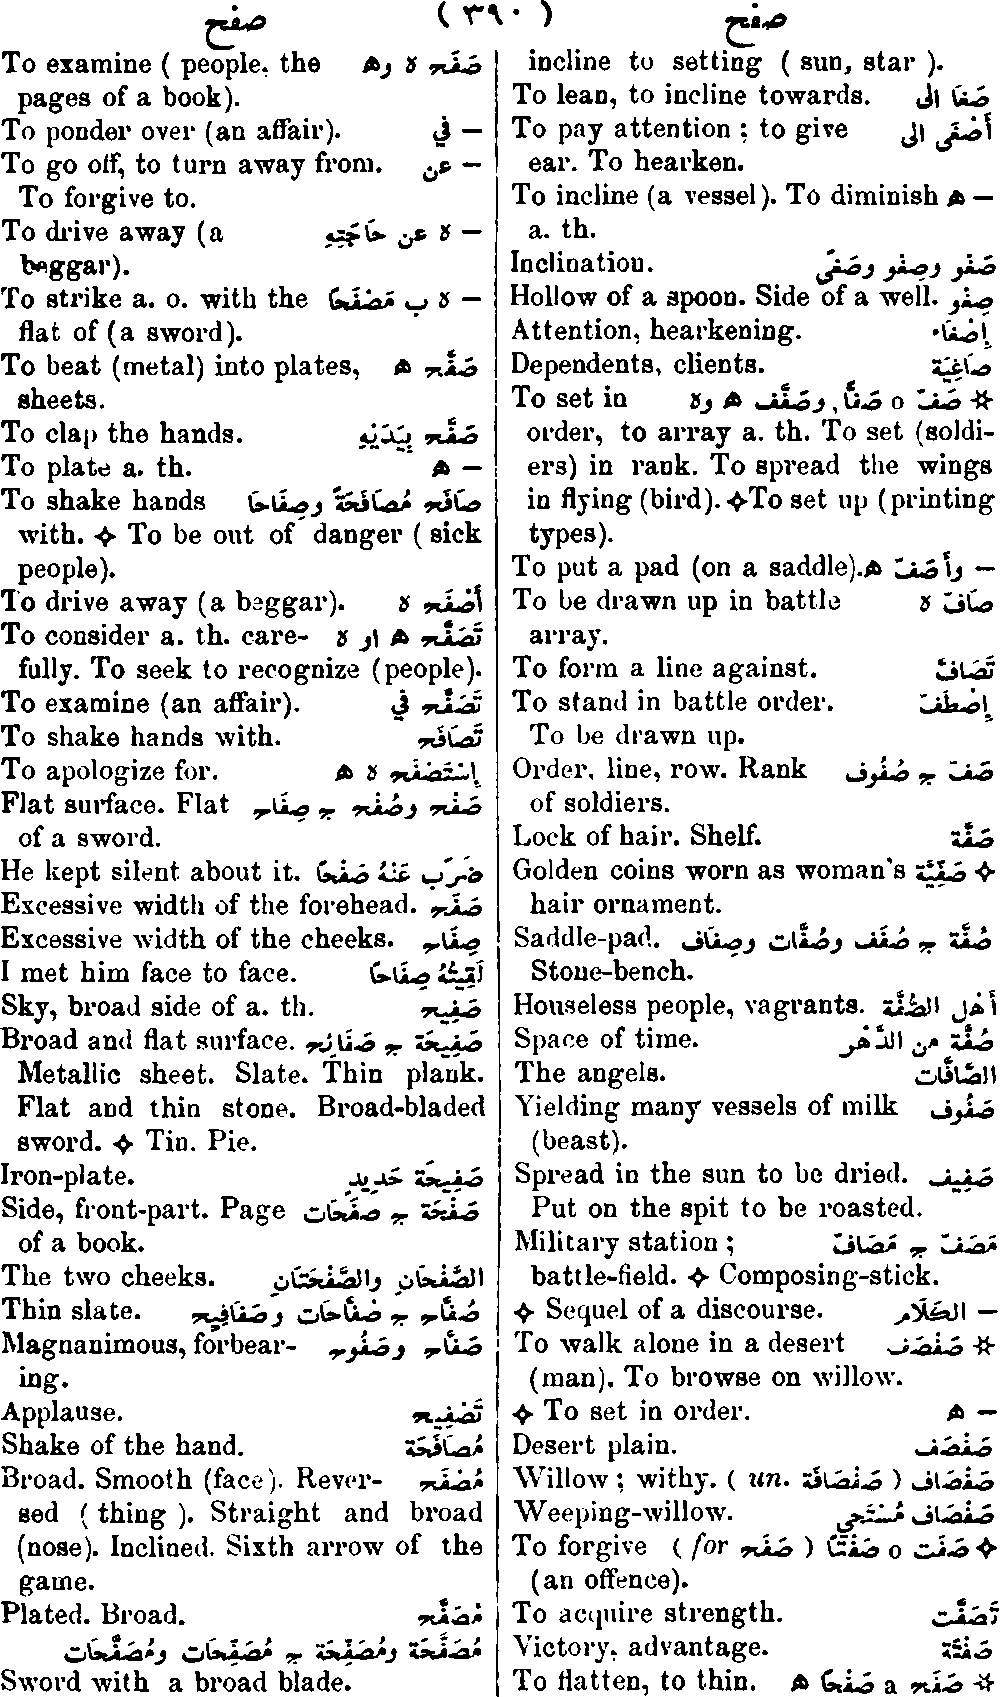 صفح ( ٣٩٠ ) صفح
incline to setting ( sun, star ).
To lean, to incline towards. صَغَا الى
To pay attention ; to give أَصْغَى الى
ear. To hearken.
To incline (a vessel). To diminish ه —
a. th.
Inclination. صَغْو وصِغْو وصَغًى
Hollow of a spoon. Side of a well. صِغْو
Attention, hearkening. إِصْغَاء
Dependents, clients. صَاغِيَة
To set in ☆ صَفّ o صَفًّا, وصَفَّف ه وه
order, to array a. th. To set (soldi-
ers) in rank. To spread the wings
in flying (bird). ✧To set up (printing
types).
To put a pad (on a saddle). — وأَصَفّ ه
To be drawn up in battle صَافّ ه
array.
To form a line against. تَصَافّ
To stand in battle order. إِصْطَفّ
To be drawn up.
Order, line, row. Rank صَفّ ج صُفُوف
of soldiers.
Lock of hair. Shelf. صَفَّة
Golden coins worn as woman's ✧ صَفِّيَّة
hair ornament.
Saddle-pad. صُفَّة ج صُفَف وصُفَّات وصِفَاف
Stone-bench.
Houseless people, vagrants. أَهْل الصُّفَّة
Space of time. صُفَّة من الدَّهْر
The angels. الصَّافَّات
Yielding many vessels of milk صَفُوف
(beast).
Spread in the sun to be dried. صَفِيف
Put on the spit to be roasted.
Military station ; مَصَفّ ج مَصَافّ
battle-field. ✧ Composing-stick.
✧ Sequel of a discourse. — الكَلَام
To walk alone in a desert ☆ صَفْصَف
(man). To browse on willow.
✧ To set in order. — ه
Desert plain. صَفْصَف
Willow ; withy. ( un. صَفْصَافَة ) صَفْصَاف
Weeping-willow. صَفْصَاف مُسْتَحِي
To forgive ( for صَفَح ) ✧ صَفَت o صَفْتًا
(an offence).
To acquire strength. تَصَفَّت
Victory, advantage. صَفْتَة
To flatten, to thin. ☆ صَفَح a صَفْحًا ه
To examine ( people, the صَفَح ه وه
pages of a book).
To ponder over (an affair). — في
To go off, to turn away from. — عن
To forgive to.
To drive away (a — ه عن حَاجَتِهِ
beggar).
To strike a. o. with the — ه ب مَصْفَحًا
flat of (a sword).
To beat (metal) into plates, صَفَّح ه
sheets.
To clap the hands. صَفَّح بِيَدَيْهِ
To plate a. th. — ه
To shake hands صَافَح مُصَافَحَةً وصِفَاحًا
with. ✧ To be out of danger ( sick
people).
To drive away (a beggar). أَصْفَح ه
To consider a. th. care- تَصَفَّح ه او ه
fully. To seek to recognize (people).
To examine (an affair). تَصَفَّح في
To shake hands with. تَصَافَح
To apologize for. إِسْتَصْفَح ه ه
Flat surface. Flat صَفْح وصُفْح ج صِفَاح
of a sword.
He kept silent about it. ضَرَب عَنْهُ صَفْحًا
Excessive width of the forehead. صَفَح
Excessive width of the cheeks. صِفَاح
I met him face to face. لَقِيتُهُ صِفَاحًا
Sky, broad side of a. th. صَفِيح
Broad and flat surface. صَفِيحَة ج صَفَائِح
Metallic sheet. Slate. Thin plank.
Flat and thin stone. Broad-bladed
sword. ✧ Tin. Pie.
Iron-plate. صَفِيحَة حَدِيدٍ
Side, front-part. Page صَفْحَة ج صَفَحَات
of a book.
The two cheeks. الصَّفْحَانِ والصَّفْحَتَانِ
Thin slate. صُفَّاح ج صُفَّاحَات وصَفَافِيح
Magnanimous, forbear- صَفَّاح وصَفُوح
ing.
Applause. تَصْفِيح
Shake of the hand. مُصَافَحَة
Broad. Smooth (face). Rever- مُصْفَح
sed ( thing ). Straight and broad
(nose). Inclined. Sixth arrow of the
game.
Plated. Broad. مُصَفَّح
مُصَفَّحَة ومُصَفِّحَة ج مُصَفِّحَات ومُصَفَّحَات
Sword with a broad blade.